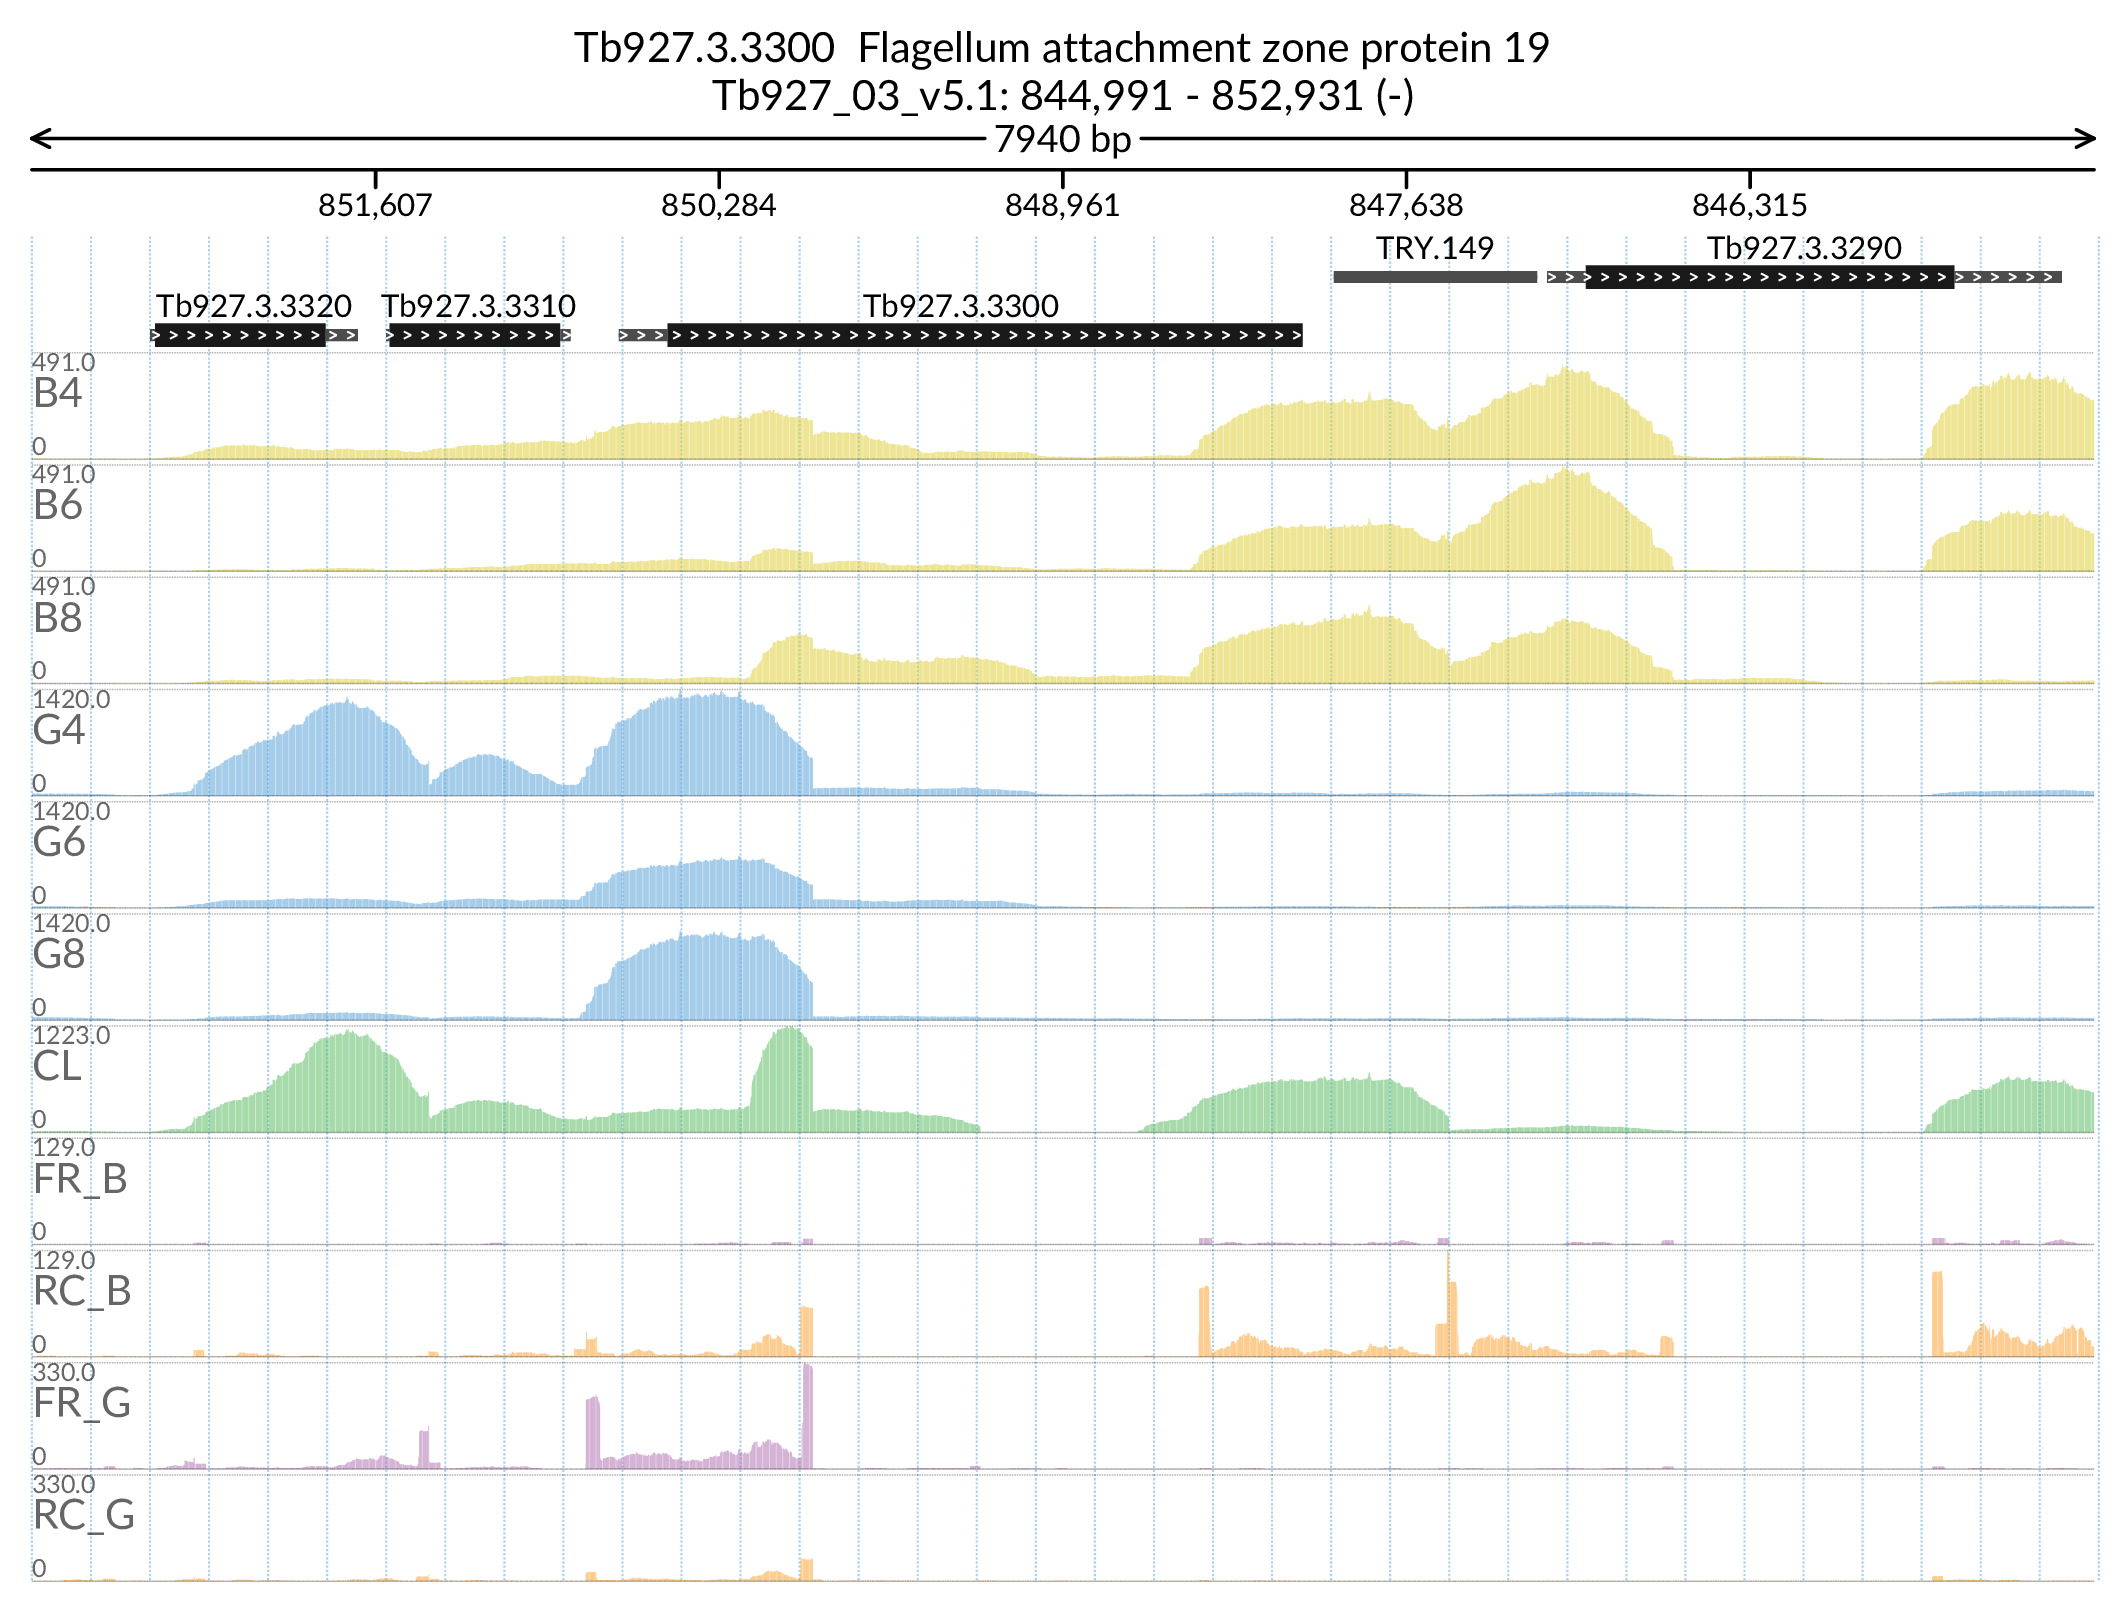 Tb927.3.3300 Flagellum attachment zone protein 19
Tb927_03_v5.1: 844,991 - 852,931 (-)
7940 bp
851,607 850,284 848,961 847,638 846,315
TRY.149 Tb927.3.3290
Tb927.3.3320 Tb927.3.3310 Tb927.3.3300
491.0
B4
0
491.0
B6
0
491.0
B8
0
1420.0
G4
0
1420.0
G6
0
1420.0
G8
0
1223.0
CL
0
129.0
FR_B
0
129.0
RC_B
0
330.0
FR_G
0
330.0
RC_G
0